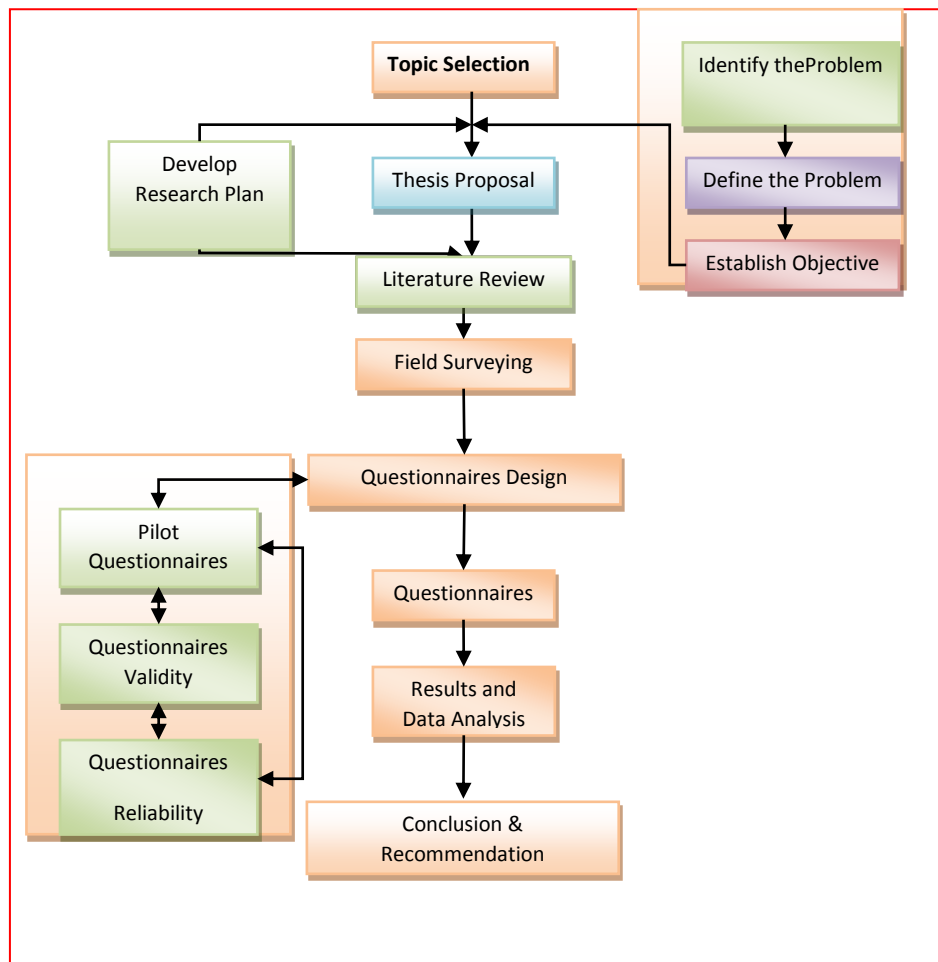 Topic Selection
Identify theProblem
Develop
Research Plan
Thesis Proposal
Define the Problem
Literature Review
Establish Objective
Field Surveying
Questionnaires Design
Pilot
Questionnaires
Questionnaires
Questionnaires
Validity
Results and
Data Analysis
Questionnaires
Reliability
Conclusion &
Recommendation